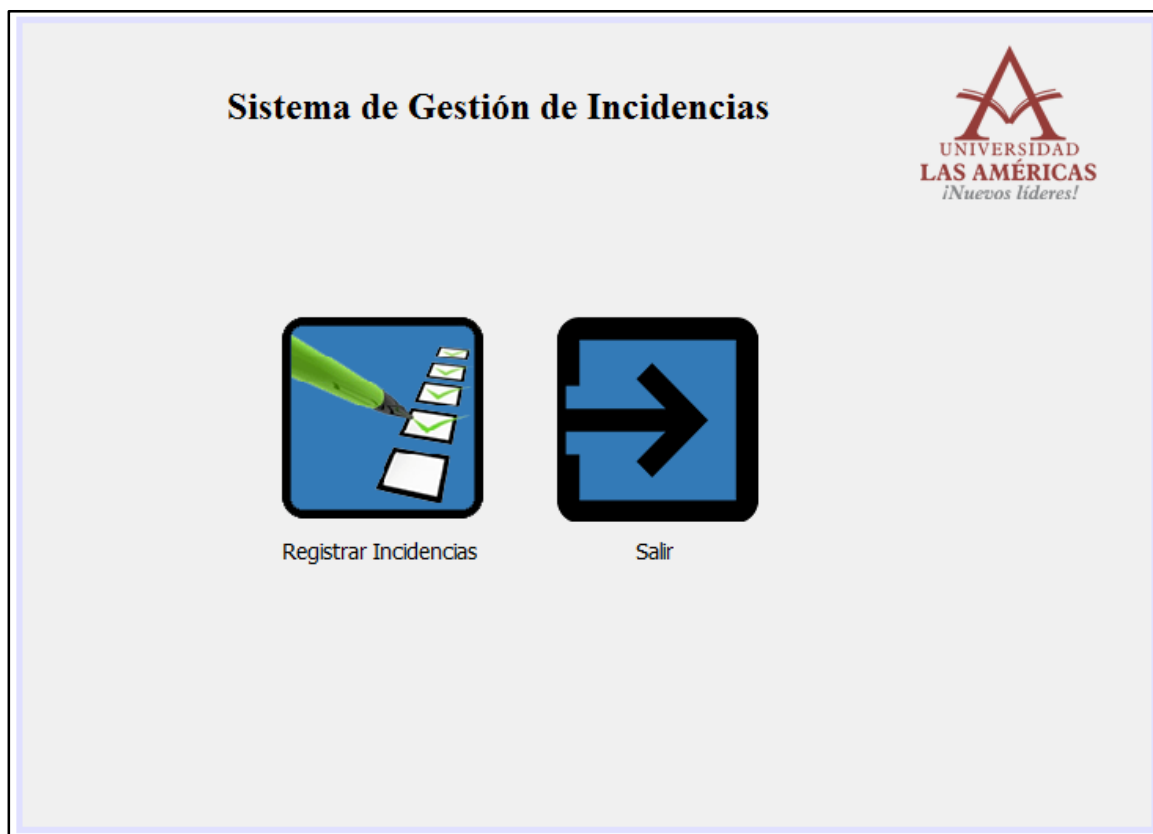 Sistema de Gestión de Incidencias
UNIVERSIDAD
LAS AMÉRICAS
¡Nuevos líderes!
Registrar Incidencias
Salir